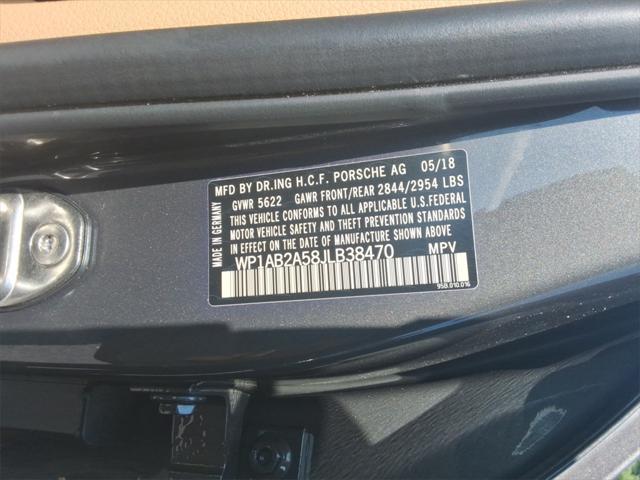 MFD BY DR.ING H.C.F. PORSCHE AG 05/18
GVWR 5622 GAWR FRONT/REAR 2844/2954 LBS
THIS VEHICLE CONFORMS TO ALL APPLICABLE U.S.FEDERAL
MOTOR VEHICLE SAFETY AND THEFT PREVENTION STANDARDS
IN EFFECT ON THE DATE OF MANUFACTURE SHOWN ABOVE
WP1AB2A58JLB38470 MPV
95B.010.016
MADE IN GERMANY